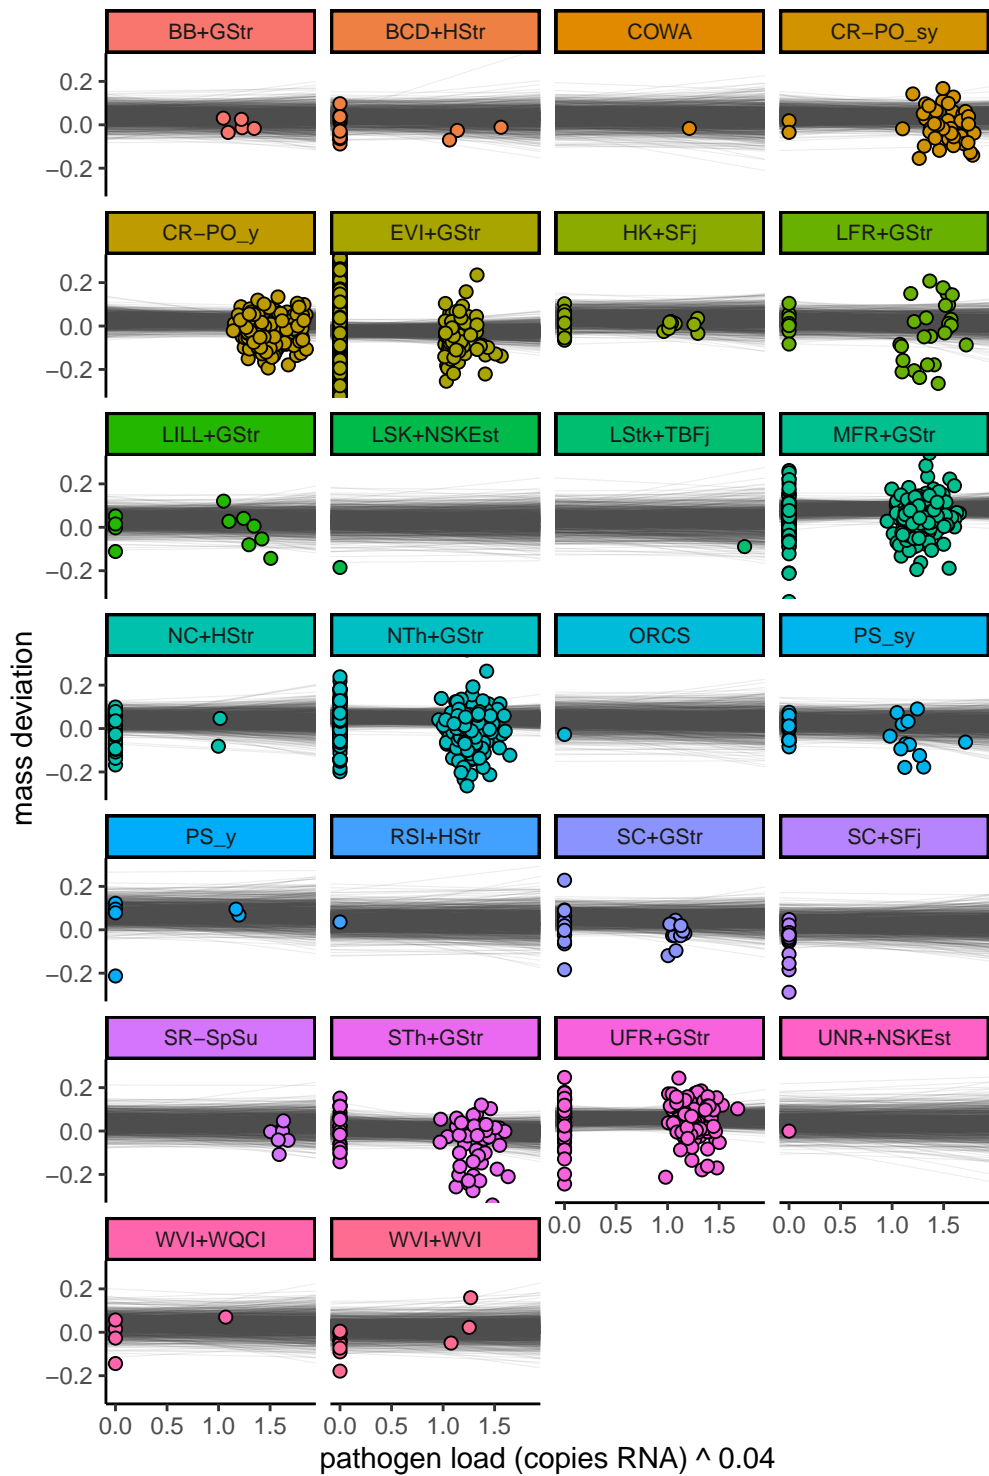 BB+GStr BCD+HStr COWA CR−PO_sy
0.2
0.0
−0.2
CR−PO_y EVI+GStr HK+SFj LFR+GStr
0.2
0.0
−0.2
LILL+GStr LSK+NSKEst LStk+TBFj MFR+GStr
0.2
0.0
−0.2
NC+HStr NTh+GStr ORCS PS_sy
0.2
0.0
−0.2
mass deviation
PS_y RSI+HStr SC+GStr SC+SFj
0.2
0.0
−0.2
SR−SpSu STh+GStr UFR+GStr UNR+NSKEst
0.2
0.0
−0.2
0.0 0.5 1.0 1.5 0.0 0.5 1.0 1.5
WVI+WQCI WVI+WVI
0.2
0.0
−0.2
0.0 0.5 1.0 1.5 0.0 0.5 1.0 1.5
pathogen load (copies RNA) ^ 0.04